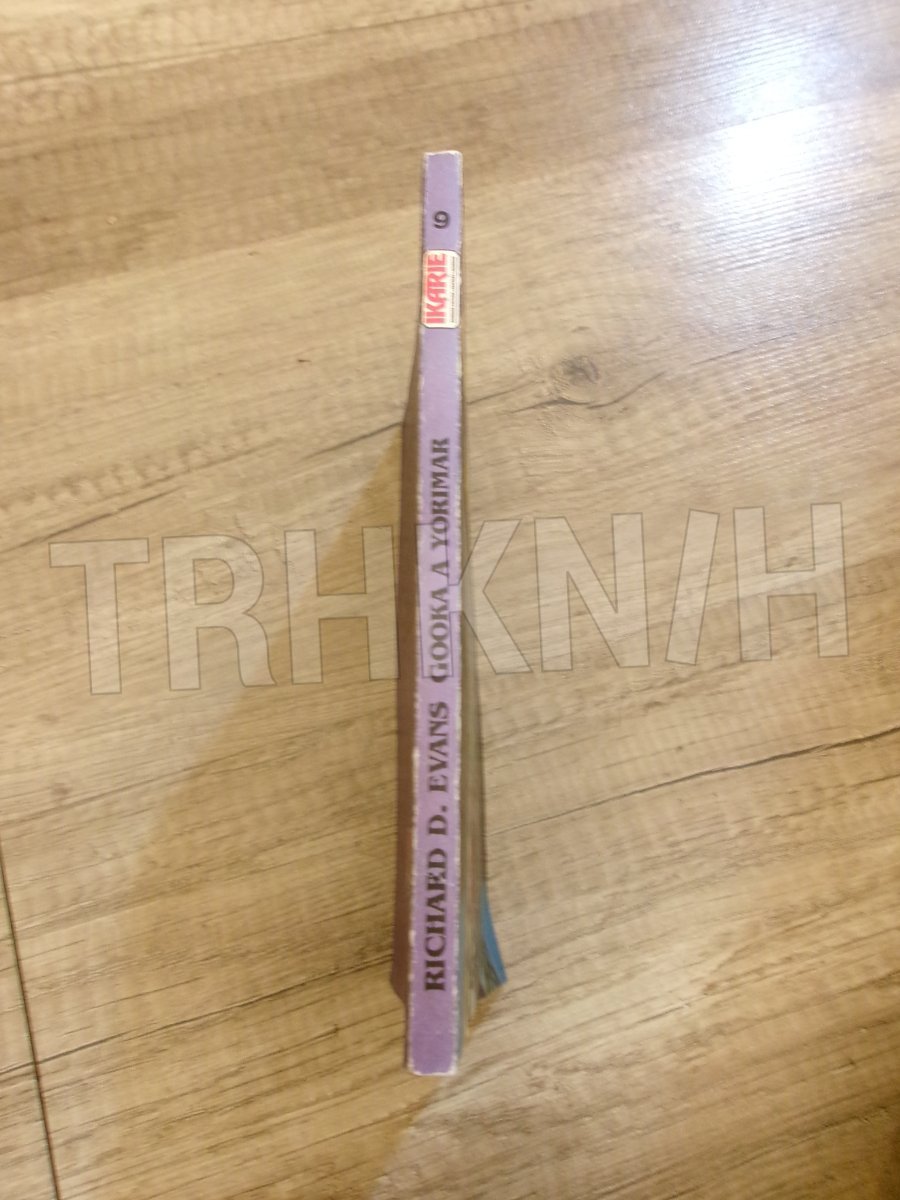 RICHARD D. EVANS GOOKA A YORIMAR
IKARIE
9
TRHKN/H